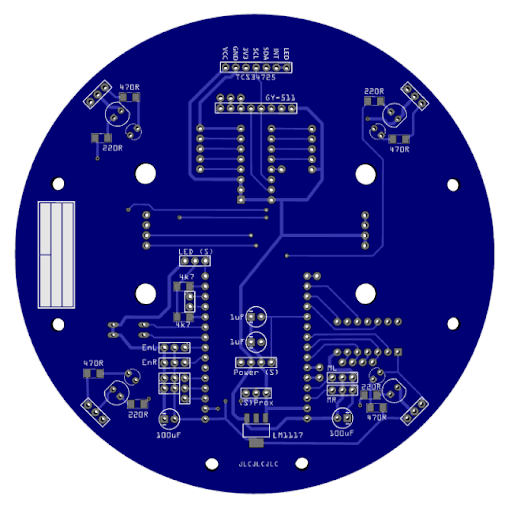 VCC GND 3V3 SCL SDA INT LED
TCS34725
GY-511
470R
220R
220R
470R
LED (S)
4K7
4K7
1uF
1uF
EmL
EnR
Power (S)
(S)Prox
ML
MR
470R
220R
220R
470R
100uF
LM1117
100uF
JLCJLCJLC